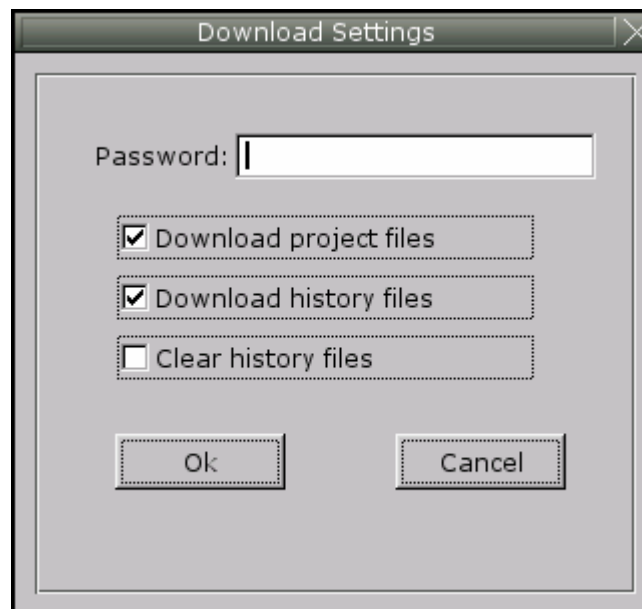 Download Settings
Password:
Download project files
Download history files
Clear history files
Ok Cancel